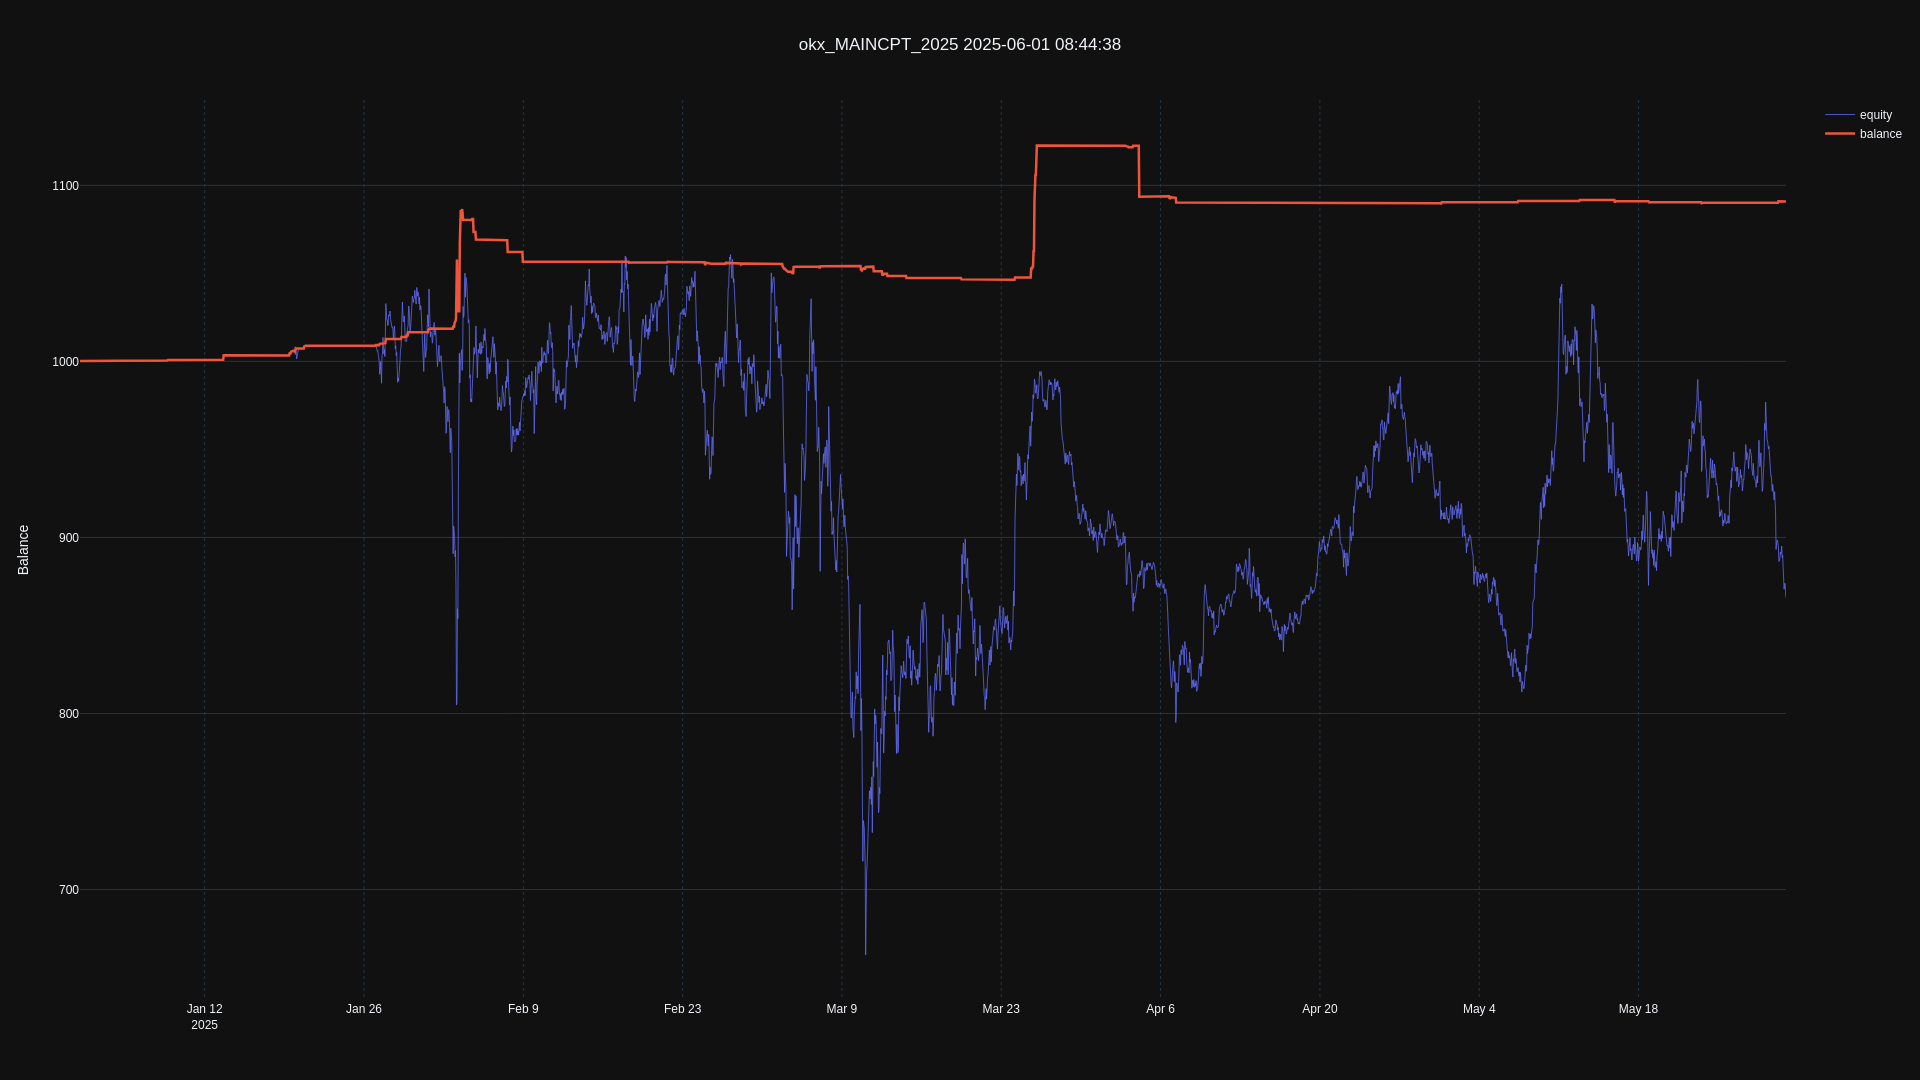 okx_MAINCPT_2025 2025-06-01 08:44:38
equity
balance
Balance
1100
1000
900
800
700
Jan 12
2025
Jan 26
Feb 9
Feb 23
Mar 9
Mar 23
Apr 6
Apr 20
May 4
May 18